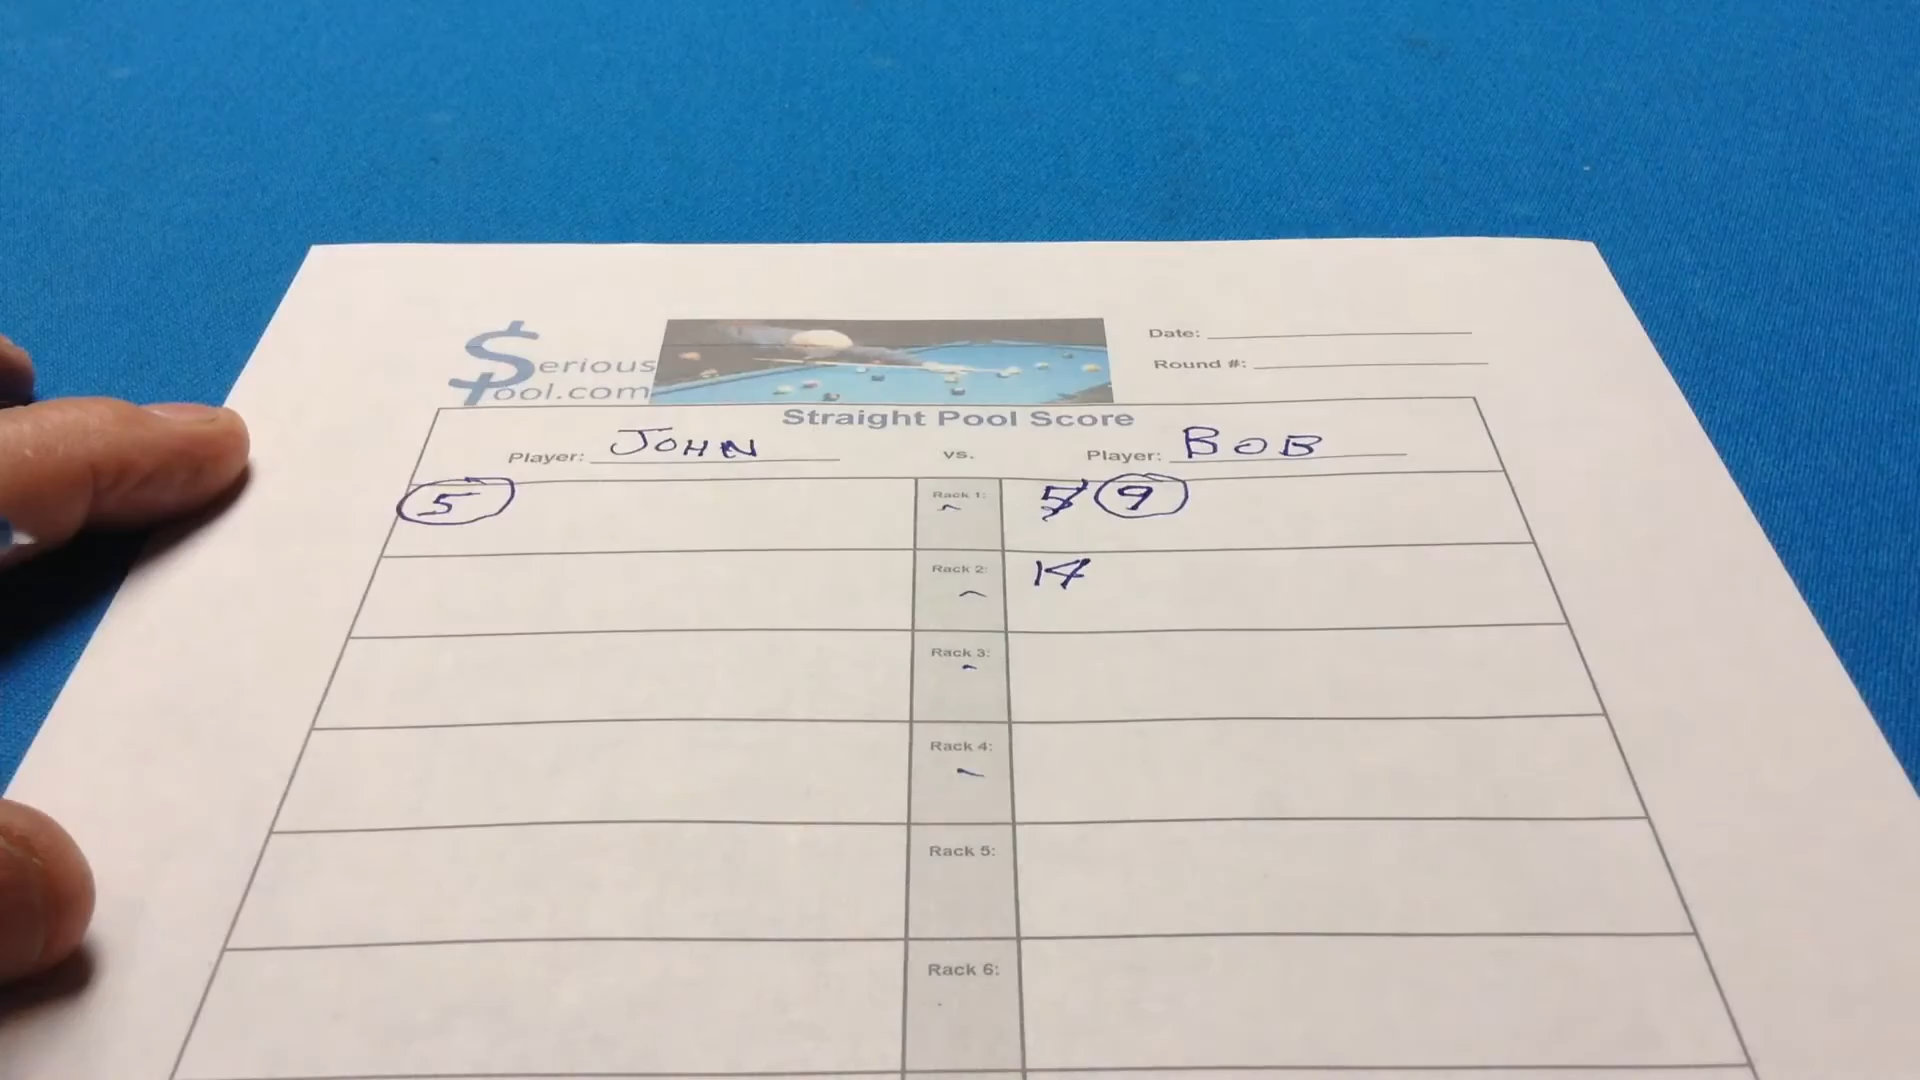 $erious
Pool.com
Date:
Round #:
Straight Pool Score
Player: JOHN vs. Player: BOB
5 Rack 1: 5 9
Rack 2: 14
Rack 3:
Rack 4:
Rack 5:
Rack 6: